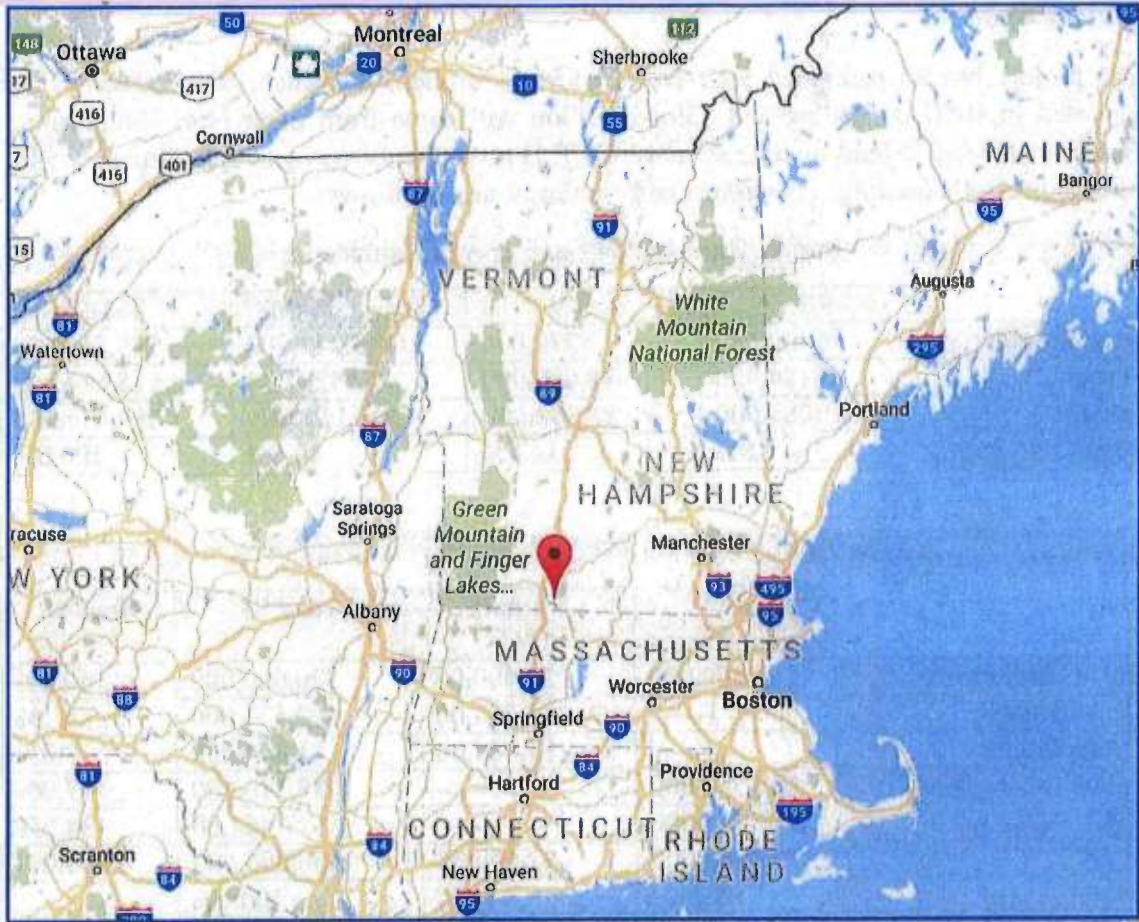 50
Montreal
112
95
148
Ottawa
20
Sherbrooke
17
417
10
416
55
Cornwall
7
401
MAINE
416
87
Bangor
95
91
15
VERMONT
Augusta
White
Mountain
National Forest
81
295
Watertown
89
81
Portland
87
NEW
HAMPSHIRE
Saratoga
Springs
Green
Mountain
and Finger
Lakes...
racuse
Manchester
W YORK
93
495
Albany
95
MASSACHUSETTS
81
90
91
Worcester
88
Boston
Springfield
90
84
81
Hartford
Providence
195
CONNECTICUT
RHODE
ISLAND
84
Scranton
84
New Haven
95